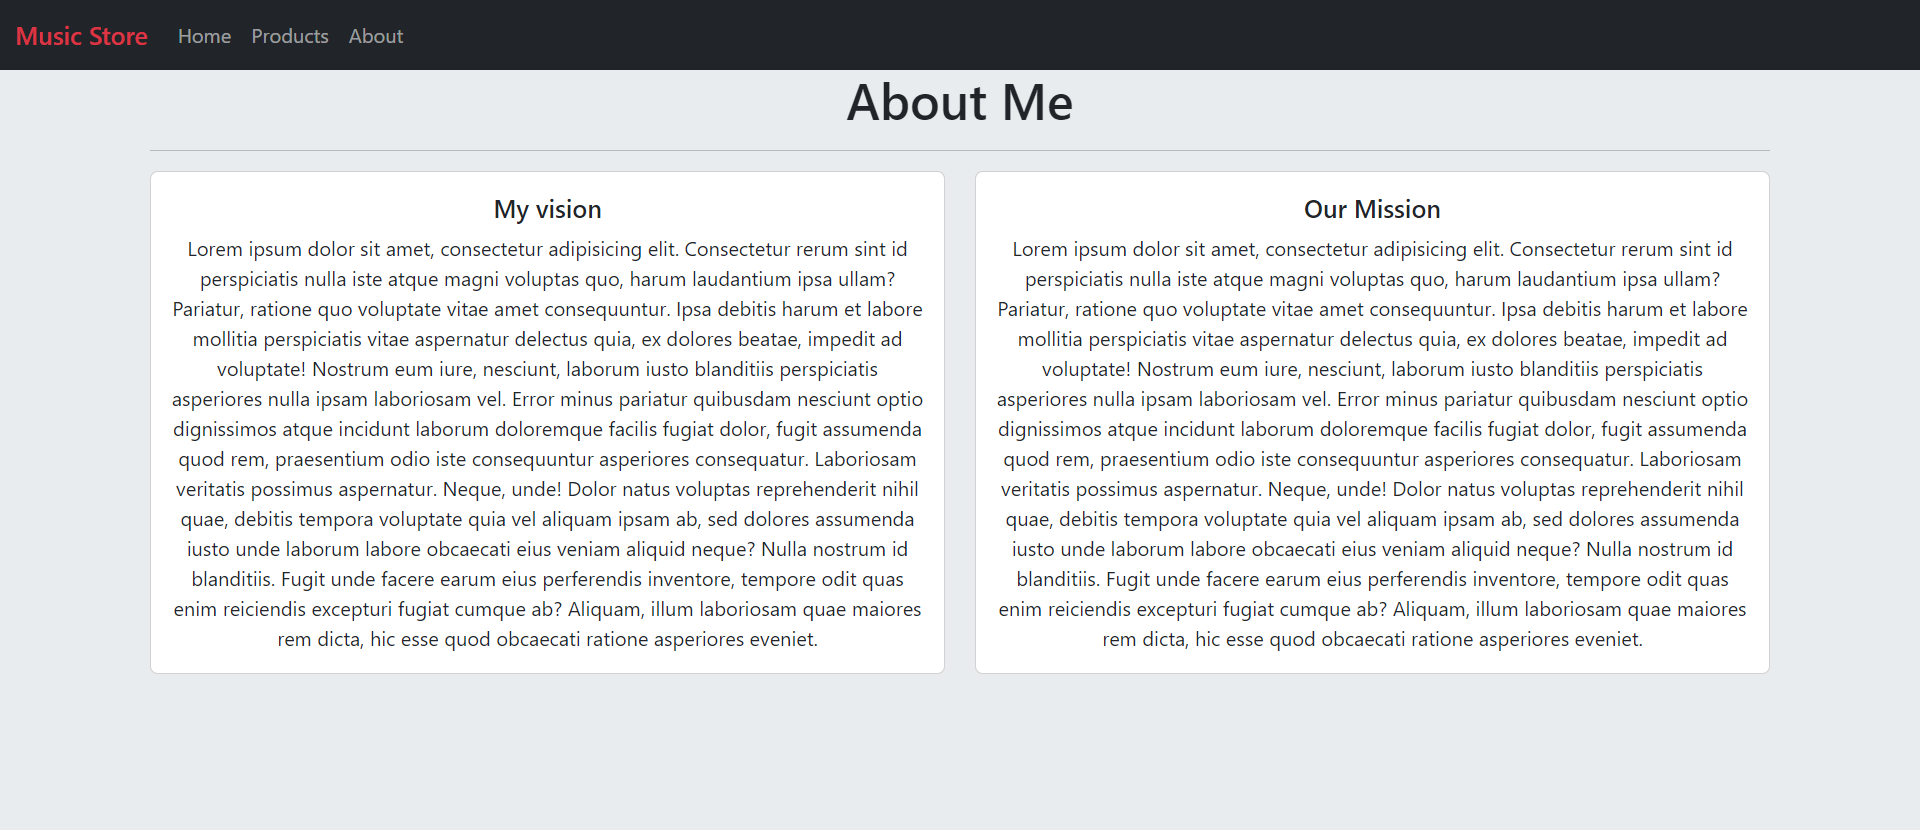 Music Store Home Products About
About Me
My vision
Lorem ipsum dolor sit amet, consectetur adipisicing elit. Consectetur rerum sint id
perspiciatis nulla iste atque magni voluptas quo, harum laudantium ipsa ullam?
Pariatur, ratione quo voluptate vitae amet consequuntur. Ipsa debitis harum et labore
mollitia perspiciatis vitae aspernatur delectus quia, ex dolores beatae, impedit ad
voluptate! Nostrum eum iure, nesciunt, laborum iusto blanditiis perspiciatis
asperiores nulla ipsam laboriosam vel. Error minus pariatur quibusdam nesciunt optio
dignissimos atque incidunt laborum doloremque facilis fugiat dolor, fugit assumenda
quod rem, praesentium odio iste consequuntur asperiores consequatur. Laboriosam
veritatis possimus aspernatur. Neque, unde! Dolor natus voluptas reprehenderit nihil
quae, debitis tempora voluptate quia vel aliquam ipsam ab, sed dolores assumenda
iusto unde laborum labore obcaecati eius veniam aliquid neque? Nulla nostrum id
blanditiis. Fugit unde facere earum eius perferendis inventore, tempore odit quas
enim reiciendis excepturi fugiat cumque ab? Aliquam, illum laboriosam quae maiores
rem dicta, hic esse quod obcaecati ratione asperiores eveniet.
Our Mission
Lorem ipsum dolor sit amet, consectetur adipisicing elit. Consectetur rerum sint id
perspiciatis nulla iste atque magni voluptas quo, harum laudantium ipsa ullam?
Pariatur, ratione quo voluptate vitae amet consequuntur. Ipsa debitis harum et labore
mollitia perspiciatis vitae aspernatur delectus quia, ex dolores beatae, impedit ad
voluptate! Nostrum eum iure, nesciunt, laborum iusto blanditiis perspiciatis
asperiores nulla ipsam laboriosam vel. Error minus pariatur quibusdam nesciunt optio
dignissimos atque incidunt laborum doloremque facilis fugiat dolor, fugit assumenda
quod rem, praesentium odio iste consequuntur asperiores consequatur. Laboriosam
veritatis possimus aspernatur. Neque, unde! Dolor natus voluptas reprehenderit nihil
quae, debitis tempora voluptate quia vel aliquam ipsam ab, sed dolores assumenda
iusto unde laborum labore obcaecati eius veniam aliquid neque? Nulla nostrum id
blanditiis. Fugit unde facere earum eius perferendis inventore, tempore odit quas
enim reiciendis excepturi fugiat cumque ab? Aliquam, illum laboriosam quae maiores
rem dicta, hic esse quod obcaecati ratione asperiores eveniet.